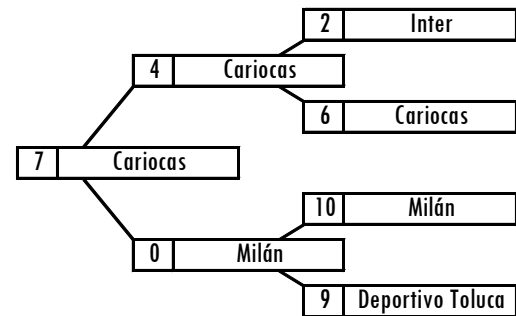 2 Inter
4 Cariocas
6 Cariocas
7 Cariocas
10 Milán
0 Milán
9 Deportivo Toluca